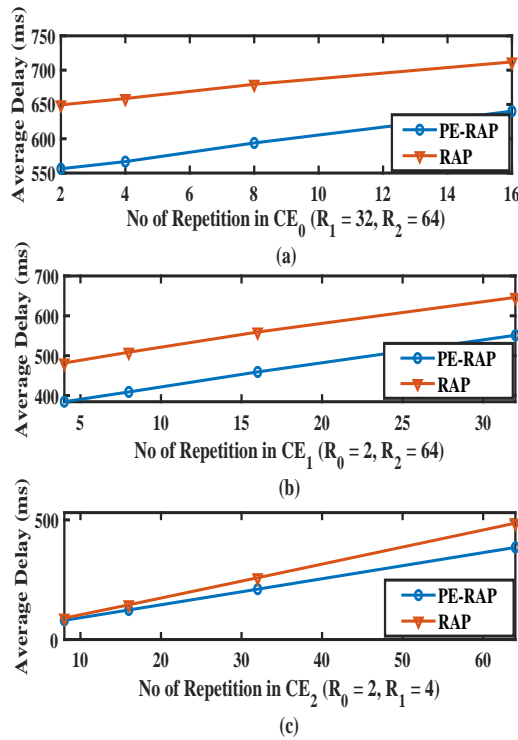 750
700
650
600
550
Average Delay (ms)
PE-RAP
RAP
2 4 6 8 10 12 14 16
No of Repetition in CE0 (R1 = 32, R2 = 64)
(a)
700
600
500
400
Average Delay (ms)
PE-RAP
RAP
5 10 15 20 25 30
No of Repetition in CE1 (R0 = 2, R2 = 64)
(b)
500
0
Average Delay (ms)
PE-RAP
RAP
10 20 30 40 50 60
No of Repetition in CE2 (R0 = 2, R1 = 4)
(c)